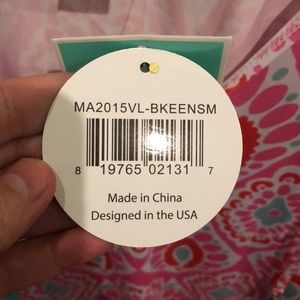 MA2015VL-BKEENSM
8 19765 02131 7
Made in China
Designed in the USA